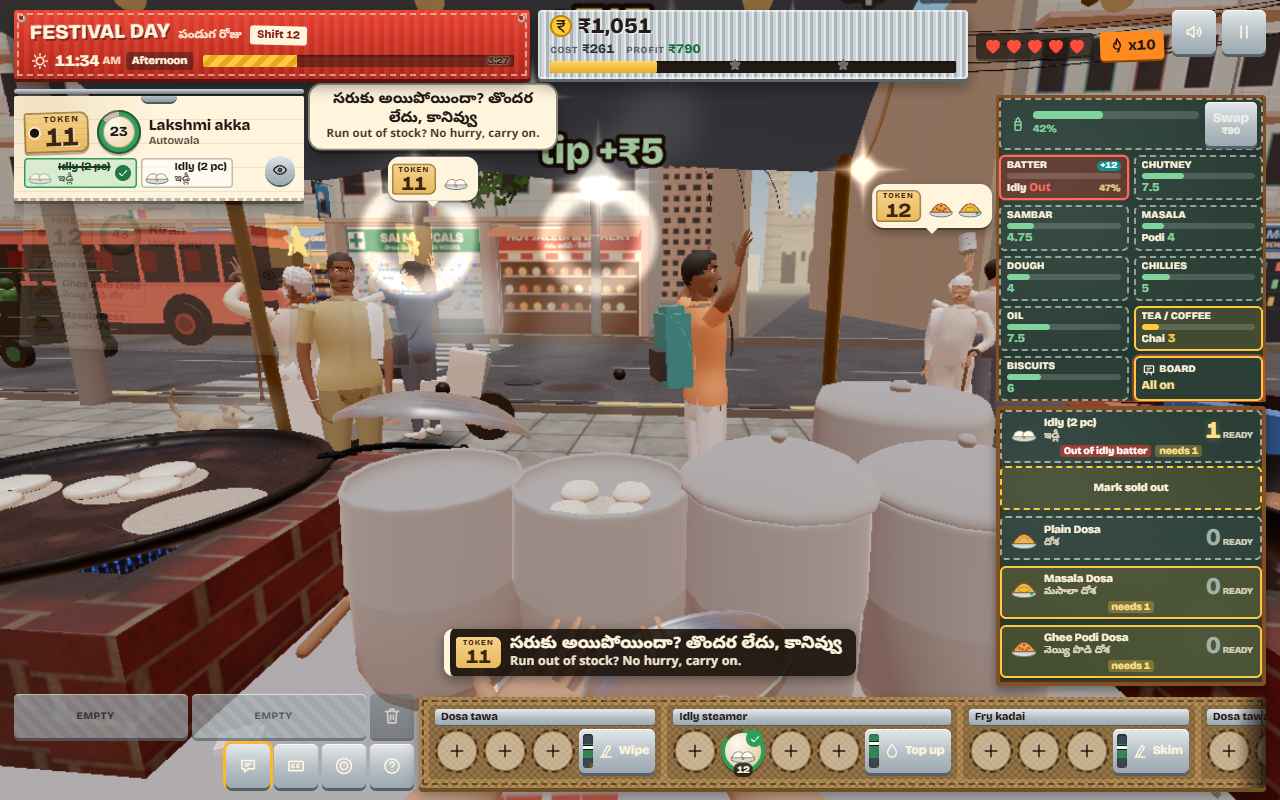 FESTIVAL DAY పండుగ రోజు Shift 12
11:34 AM Afternoon 3:27
₹ ₹1,051
COST ₹261 PROFIT ₹790
x10
TOKEN
11
23
Lakshmi akka
Autowala
Idly (2 pc)
ఇడ్లీ
Idly (2 pc)
ఇడ్లీ
సరుకు అయిపోయిందా? తొందర
లేదు, కానివ్వు
Run out of stock? No hurry, carry on.
tip +₹5
TOKEN
11
TOKEN
12
12
Kiran
Ghee Podi Dosa
42%
Swap
₹90
BATTER +12
Idly Out 47%
CHUTNEY
7.5
SAMBAR
4.75
MASALA
Podi 4
DOUGH
4
CHILLIES
5
OIL
7.5
TEA / COFFEE
Chai 3
BISCUITS
6
BOARD
All on
Idly (2 pc)
ఇడ్లీ
1 READY
Out of idly batter needs 1
Mark sold out
Plain Dosa
దోశ
0 READY
Masala Dosa
మసాలా దోశ
0 READY
needs 1
Ghee Podi Dosa
నెయ్యి పొడి దోశ
0 READY
needs 1
TOKEN
11
సరుకు అయిపోయిందా? తొందర లేదు, కానివ్వు
Run out of stock? No hurry, carry on.
EMPTY
EMPTY
Dosa tawa
Wipe
Idly steamer
12
Top up
Fry kadai
Skim
Dosa tawa